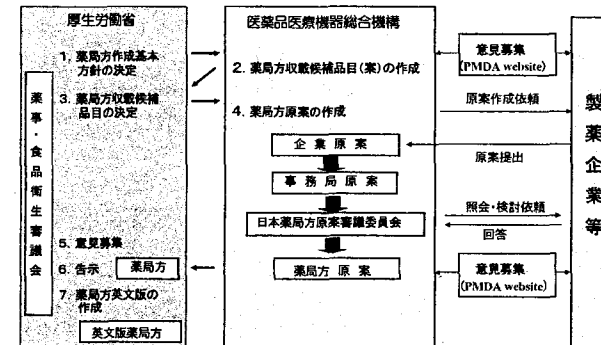 厚生労働省
薬事・食品衛生審議会
1. 薬局方作成基本
方針の決定
3. 薬局方収載候補
品目の決定
5. 意見募集
6. 告示
薬局方
7. 薬局方英文版の
作成
英文版薬局方
医薬品医療機器総合機構
2. 薬局方収載候補品目(案)の作成
4. 薬局方原案の作成
企業原案
事務局原案
日本薬局方原案審議委員会
薬局方原案
意見募集
(PMDA website)
原案作成依頼
原案提出
照会・検討依頼
回答
意見募集
(PMDA website)
製薬企業等